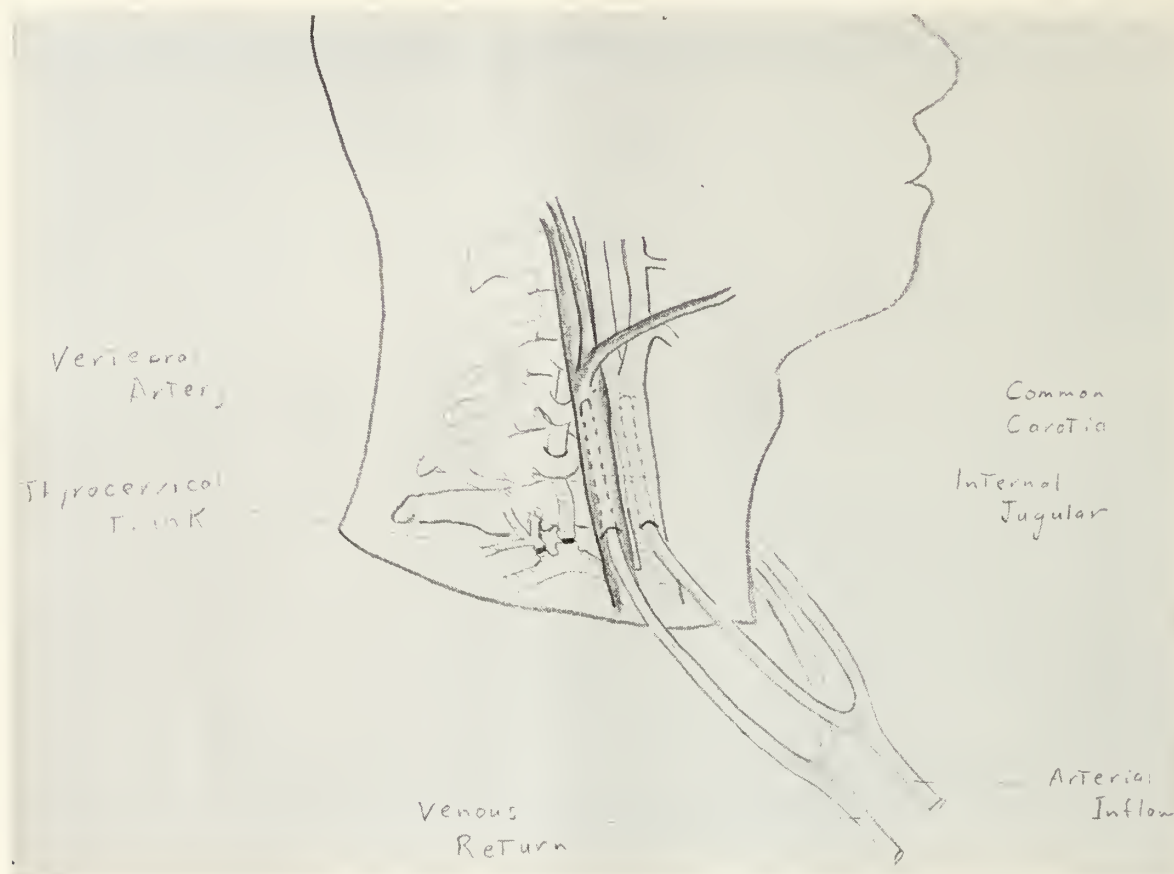 Vertebral
Artery
Thyrocervical
Trunk
Common
Carotid
Internal
Jugular
Arterial
Inflow
Venous
Return